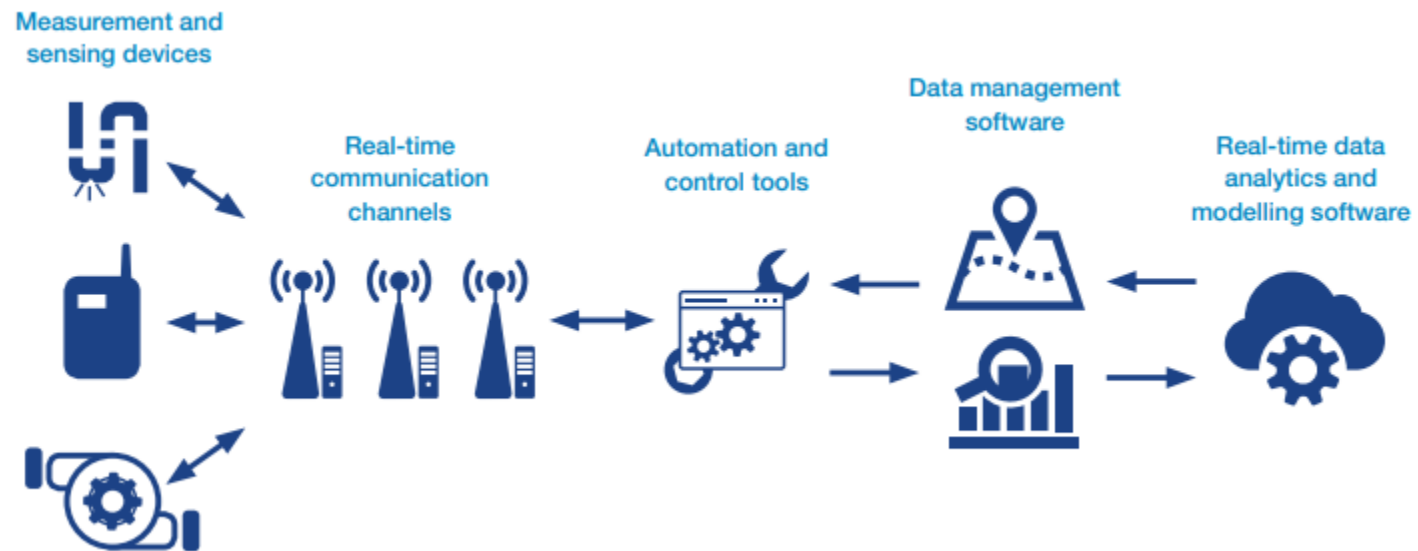 Measurement and
sensing devices
Real-time
communication
channels
Automation and
control tools
Data management
software
Real-time data
analytics and
modelling software